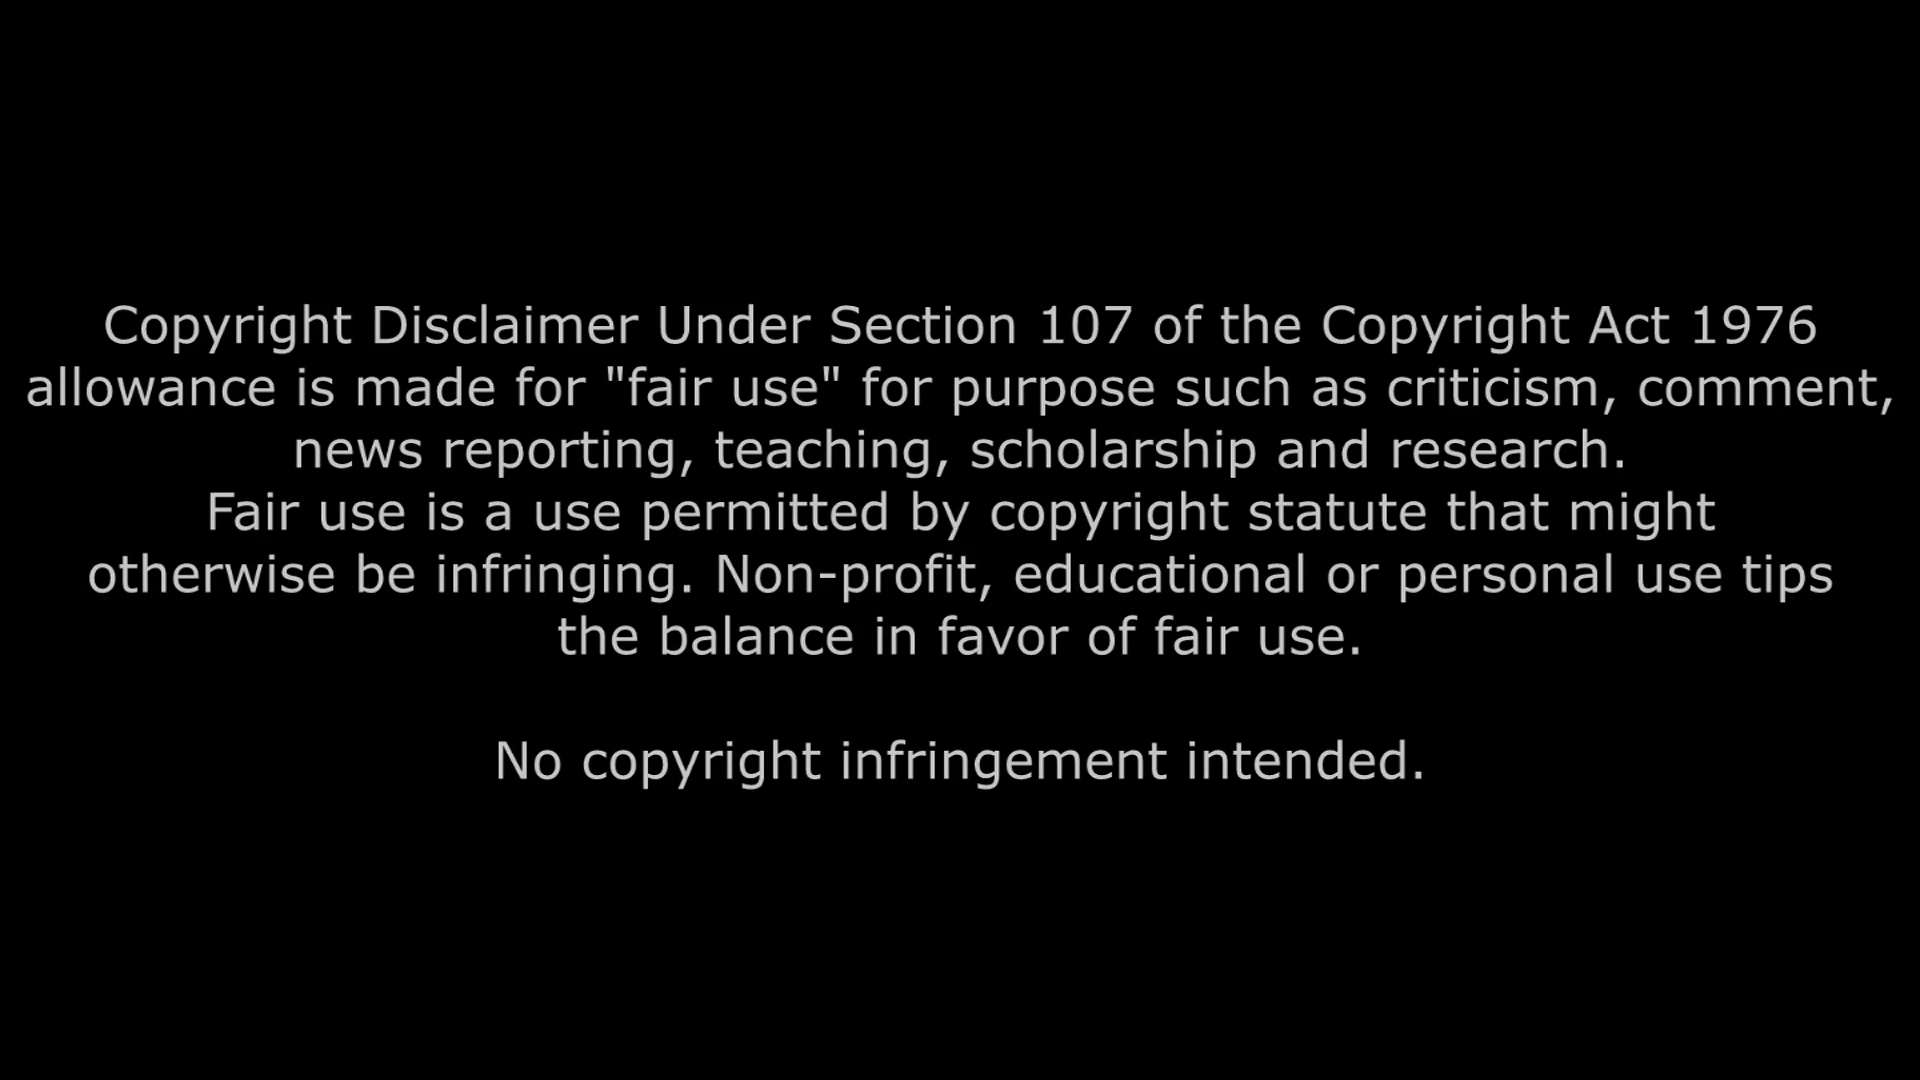 Copyright Disclaimer Under Section 107 of the Copyright Act 1976
allowance is made for "fair use" for purpose such as criticism, comment,
news reporting, teaching, scholarship and research.
Fair use is a use permitted by copyright statute that might
otherwise be infringing. Non-profit, educational or personal use tips
the balance in favor of fair use.
No copyright infringement intended.